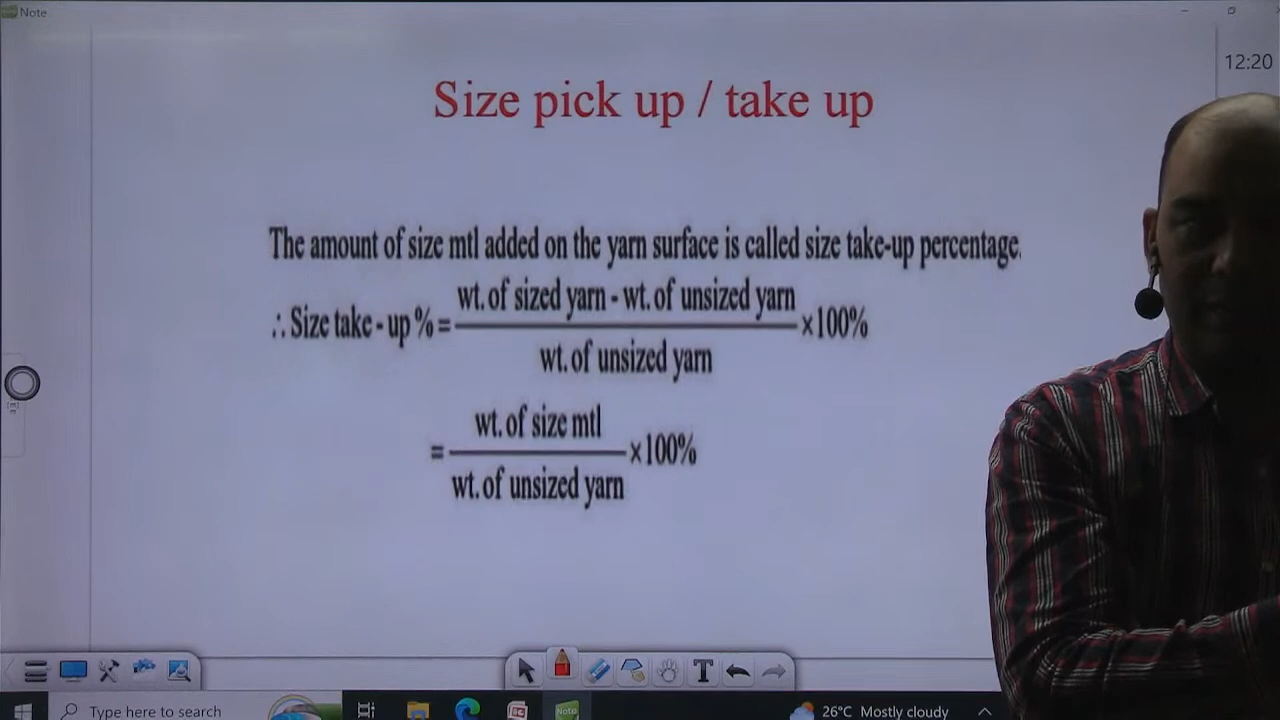 Note
12:20
Size pick up / take up
The amount of size mtl added on the yarn surface is called size take-up percentage.
∴ Size take - up % = wt. of sized yarn - wt. of unsized yarn / wt. of unsized yarn ×100%
= wt. of size mtl / wt. of unsized yarn ×100%
T
Type here to search
Note
26°C Mostly cloudy